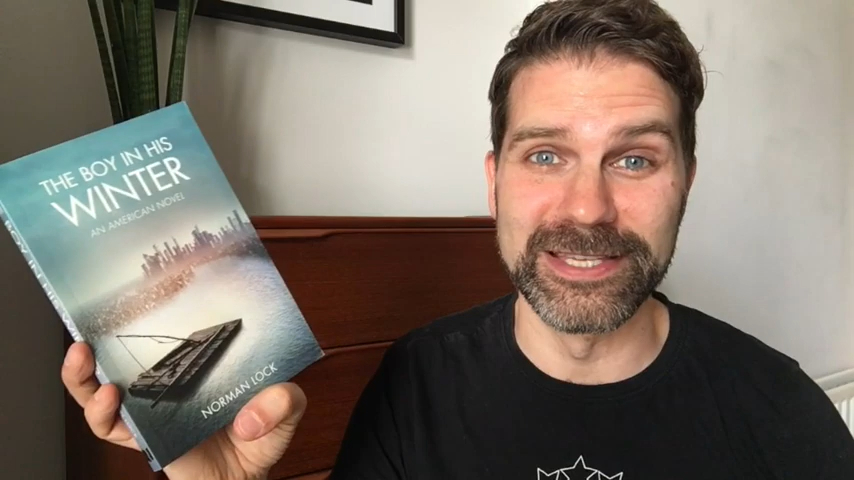 THE BOY IN HIS
WINTER
AN AMERICAN NOVEL
NORMAN LOCK